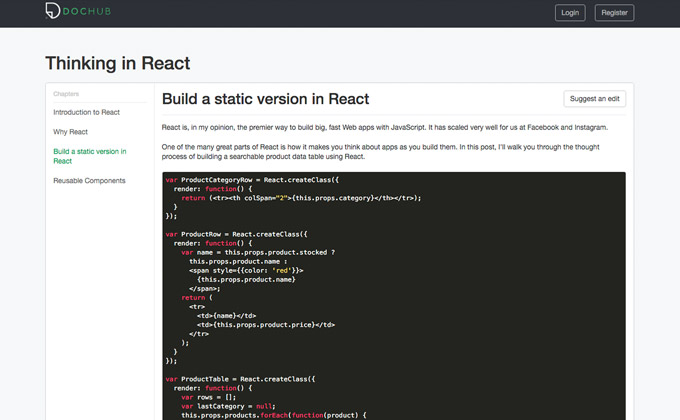 DOCHUB
Login
Register
Thinking in React
Chapters
Introduction to React
Why React
Build a static version in
React
Reusable Components
Build a static version in React
Suggest an edit
React is, in my opinion, the premier way to build big, fast Web apps with JavaScript. It has scaled very well for us at Facebook and Instagram.
One of the many great parts of React is how it makes you think about apps as you build them. In this post, I'll walk you through the thought
process of building a searchable product data table using React.
var ProductCategoryRow = React.createClass({
  render: function() {
    return (<tr><th colSpan="2">{this.props.category}</th></tr>);
  }
});
var ProductRow = React.createClass({
  render: function() {
    var name = this.props.product.stocked ?
      this.props.product.name :
      <span style={{color: 'red'}}>
        {this.props.product.name}
      </span>;
    return (
      <tr>
        <td>{name}</td>
        <td>{this.props.product.price}</td>
      </tr>
    );
  }
});
var ProductTable = React.createClass({
  render: function() {
    var rows = [];
    var lastCategory = null;
    this.props.products.forEach(function(product) {